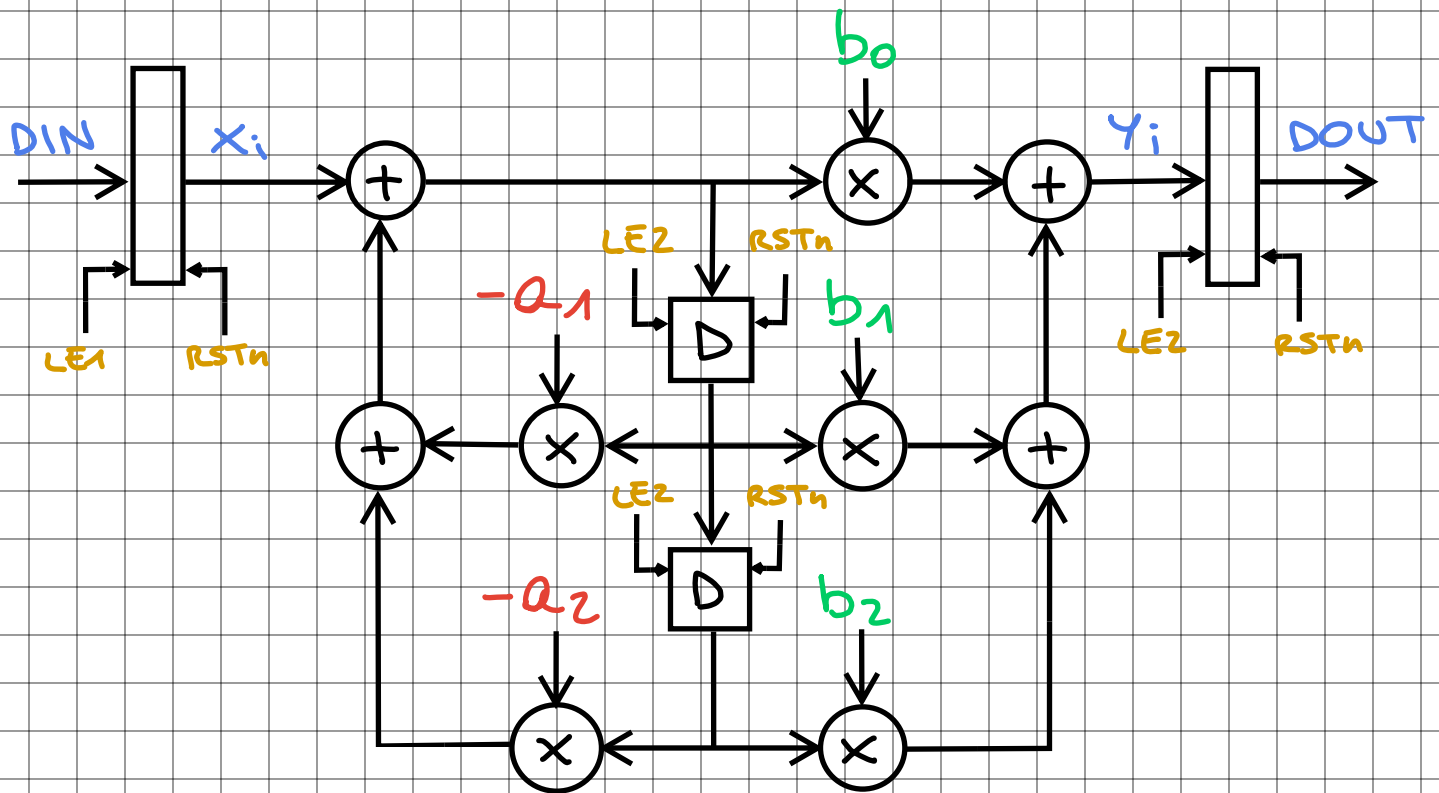 b0
DIN
Xi
+
×
+
Yi
DOUT
LE2
RSTn
-a1
b1
D
LE1
RSTn
LE2
RSTn
+
×
×
+
LE2
RSTn
-a2
b2
D
×
×